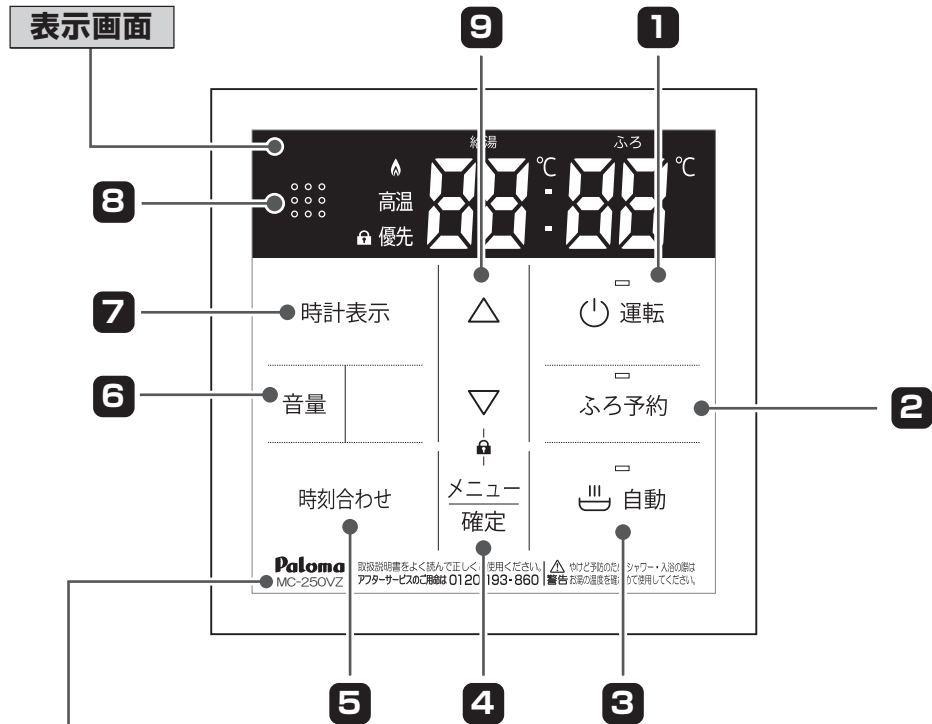 表示画面
9
1
給湯
ふろ
88℃:88℃
8
高温
優先
7
時計表示
運転
6
音量
ふろ予約
2
時刻合わせ
メニュー
確定
自動
Paloma
MC-250VZ
取扱説明書をよく読んで正しく
使用ください。
アフターサービスのご用命は0120
193-860
警告
やけど予防のた
シャワー・入浴の際は
お湯の温度を確
て使用してください。
5
4
3